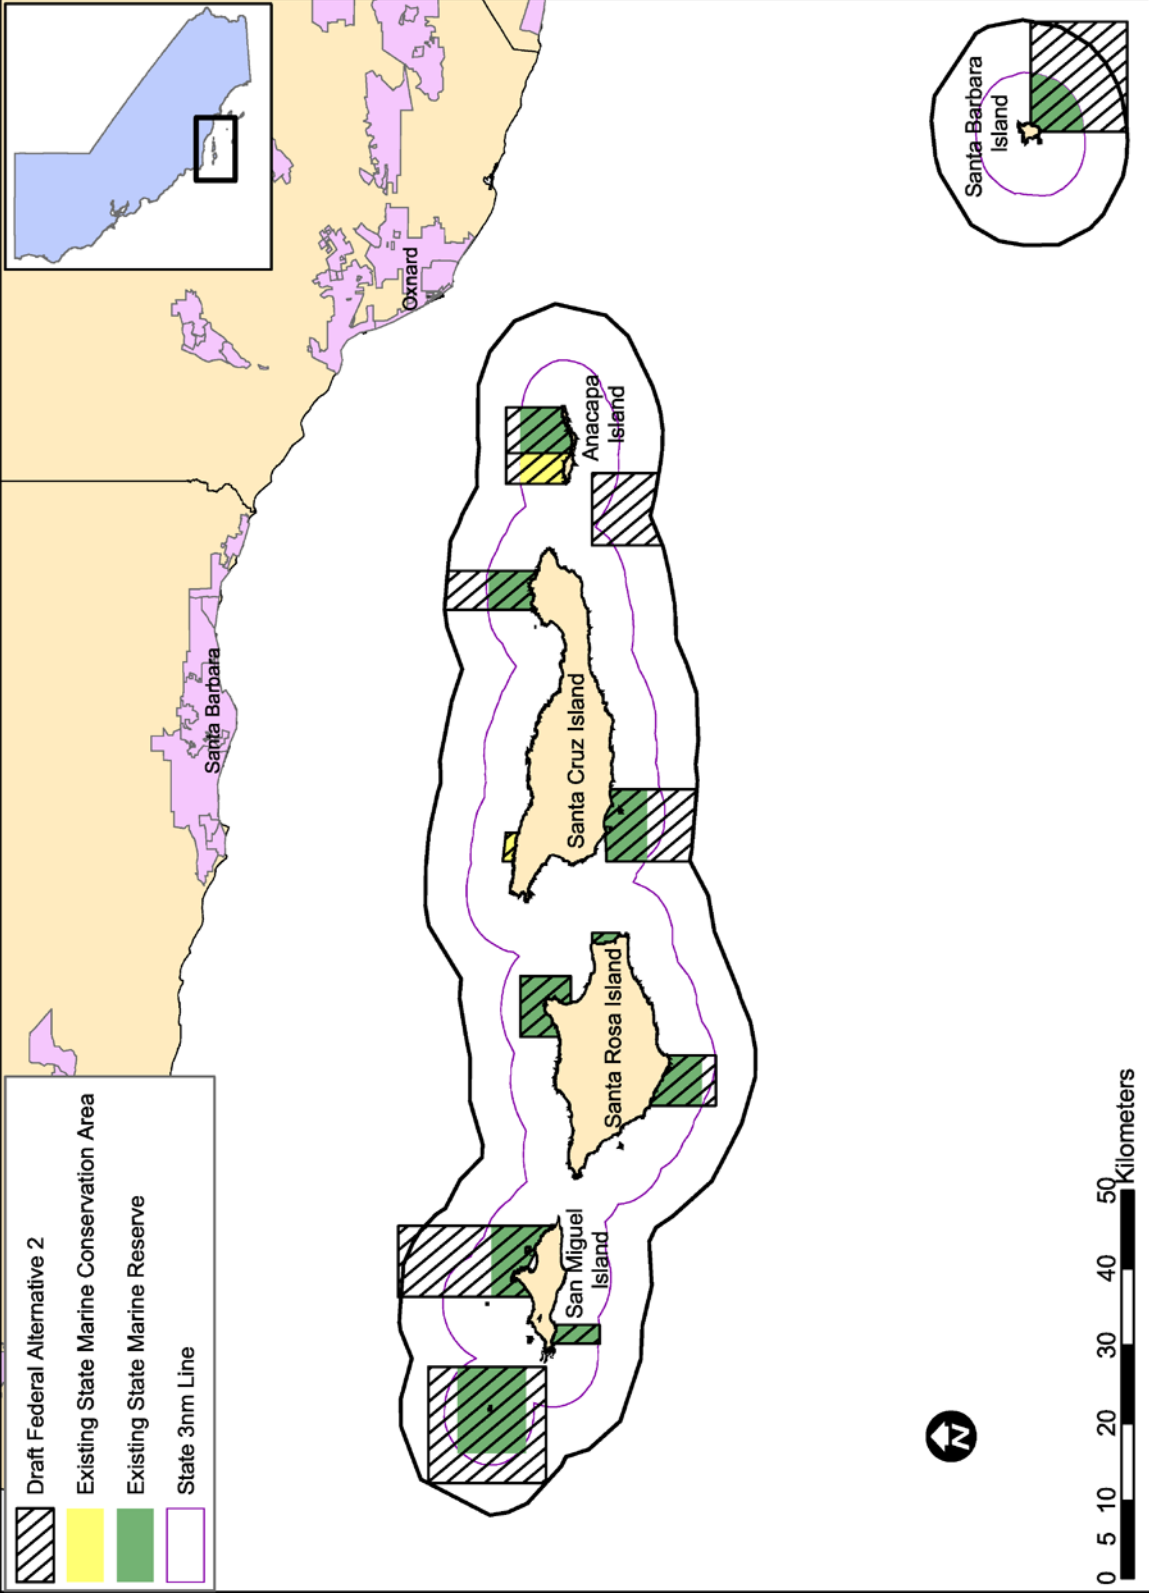 Draft Federal Alternative 2
Existing State Marine Conservation Area
Existing State Marine Reserve
State 3nm Line
Santa Barbara
Oxnard
San Miguel
Island
Santa Rosa Island
Santa Cruz Island
Anacapa
Island
Santa Barbara
Island
N
0 5 10 20 30 40 50
Kilometers